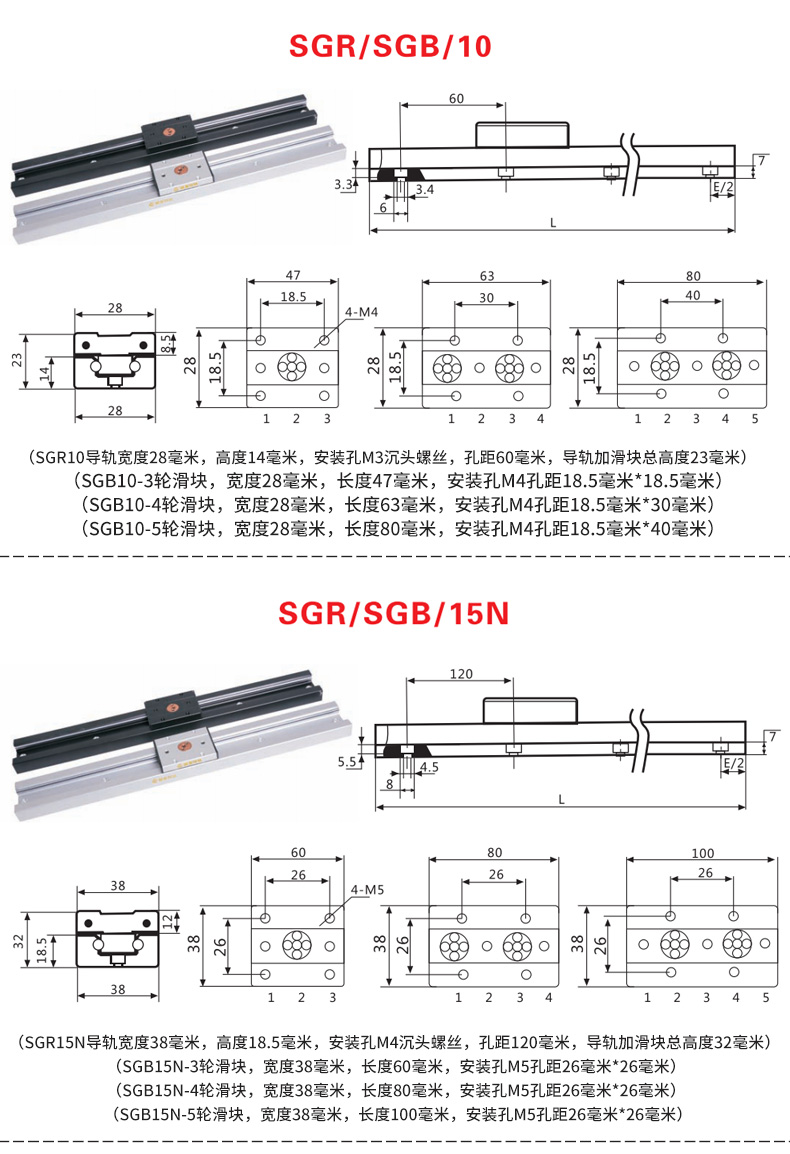 SGR/SGB/10
60
7
3.3
3.4
6
E/2
L
28
8.5
23
14
28
47
18.5
4-M4
28
18.5
1 2 3
63
30
28
18.5
1 2 3 4
80
40
28
18.5
1 2 3 4 5
（SGR10导轨宽度28毫米，高度14毫米，安装孔M3沉头螺丝，孔距60毫米，导轨加滑块总高度23毫米）
（SGB10-3轮滑块，宽度28毫米，长度47毫米，安装孔M4孔距18.5毫米*18.5毫米）
（SGB10-4轮滑块，宽度28毫米，长度63毫米，安装孔M4孔距18.5毫米*30毫米）
（SGB10-5轮滑块，宽度28毫米，长度80毫米，安装孔M4孔距18.5毫米*40毫米）
SGR/SGB/15N
120
7
5.5
4.5
8
E/2
L
38
12
32
18.5
38
60
26
4-M5
38
26
1 2 3
80
26
38
26
1 2 3 4
100
26
38
26
1 2 3 4 5
（SGR15N导轨宽度38毫米，高度18.5毫米，安装孔M4沉头螺丝，孔距120毫米，导轨加滑块总高度32毫米）
（SGB15N-3轮滑块，宽度38毫米，长度60毫米，安装孔M5孔距26毫米*26毫米）
（SGB15N-4轮滑块，宽度38毫米，长度80毫米，安装孔M5孔距26毫米*26毫米）
（SGB15N-5轮滑块，宽度38毫米，长度100毫米，安装孔M5孔距26毫米*26毫米）